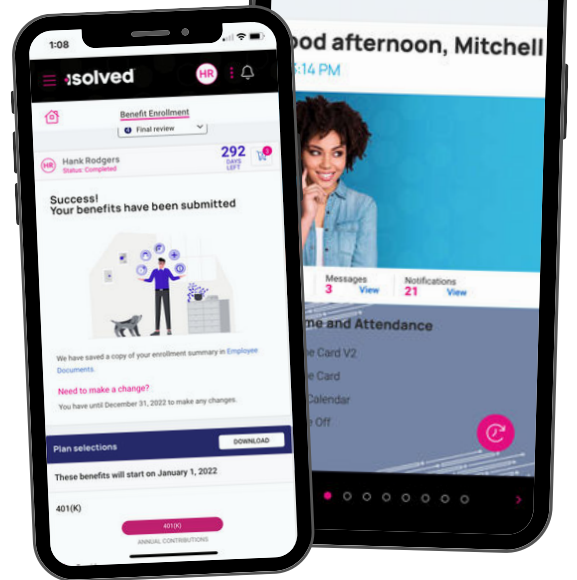 1:08
isolved
HR
Benefit Enrollment
Final review
HR
Hank Rodgers
Status: Completed
292
DAYS
LEFT
Success!
Your benefits have been submitted
We have saved a copy of your enrollment summary in Employee
Documents.
Need to make a change?
You have until December 31, 2022 to make any changes.
Plan selections
DOWNLOAD
These benefits will start on January 1, 2022
401(K)
401(K)
ANNUAL CONTRIBUTIONS
ood afternoon, Mitchell
:14 PM
Messages
3
View
Notifications
21
View
me and Attendance
e Card V2
e Card
Calendar
e Off